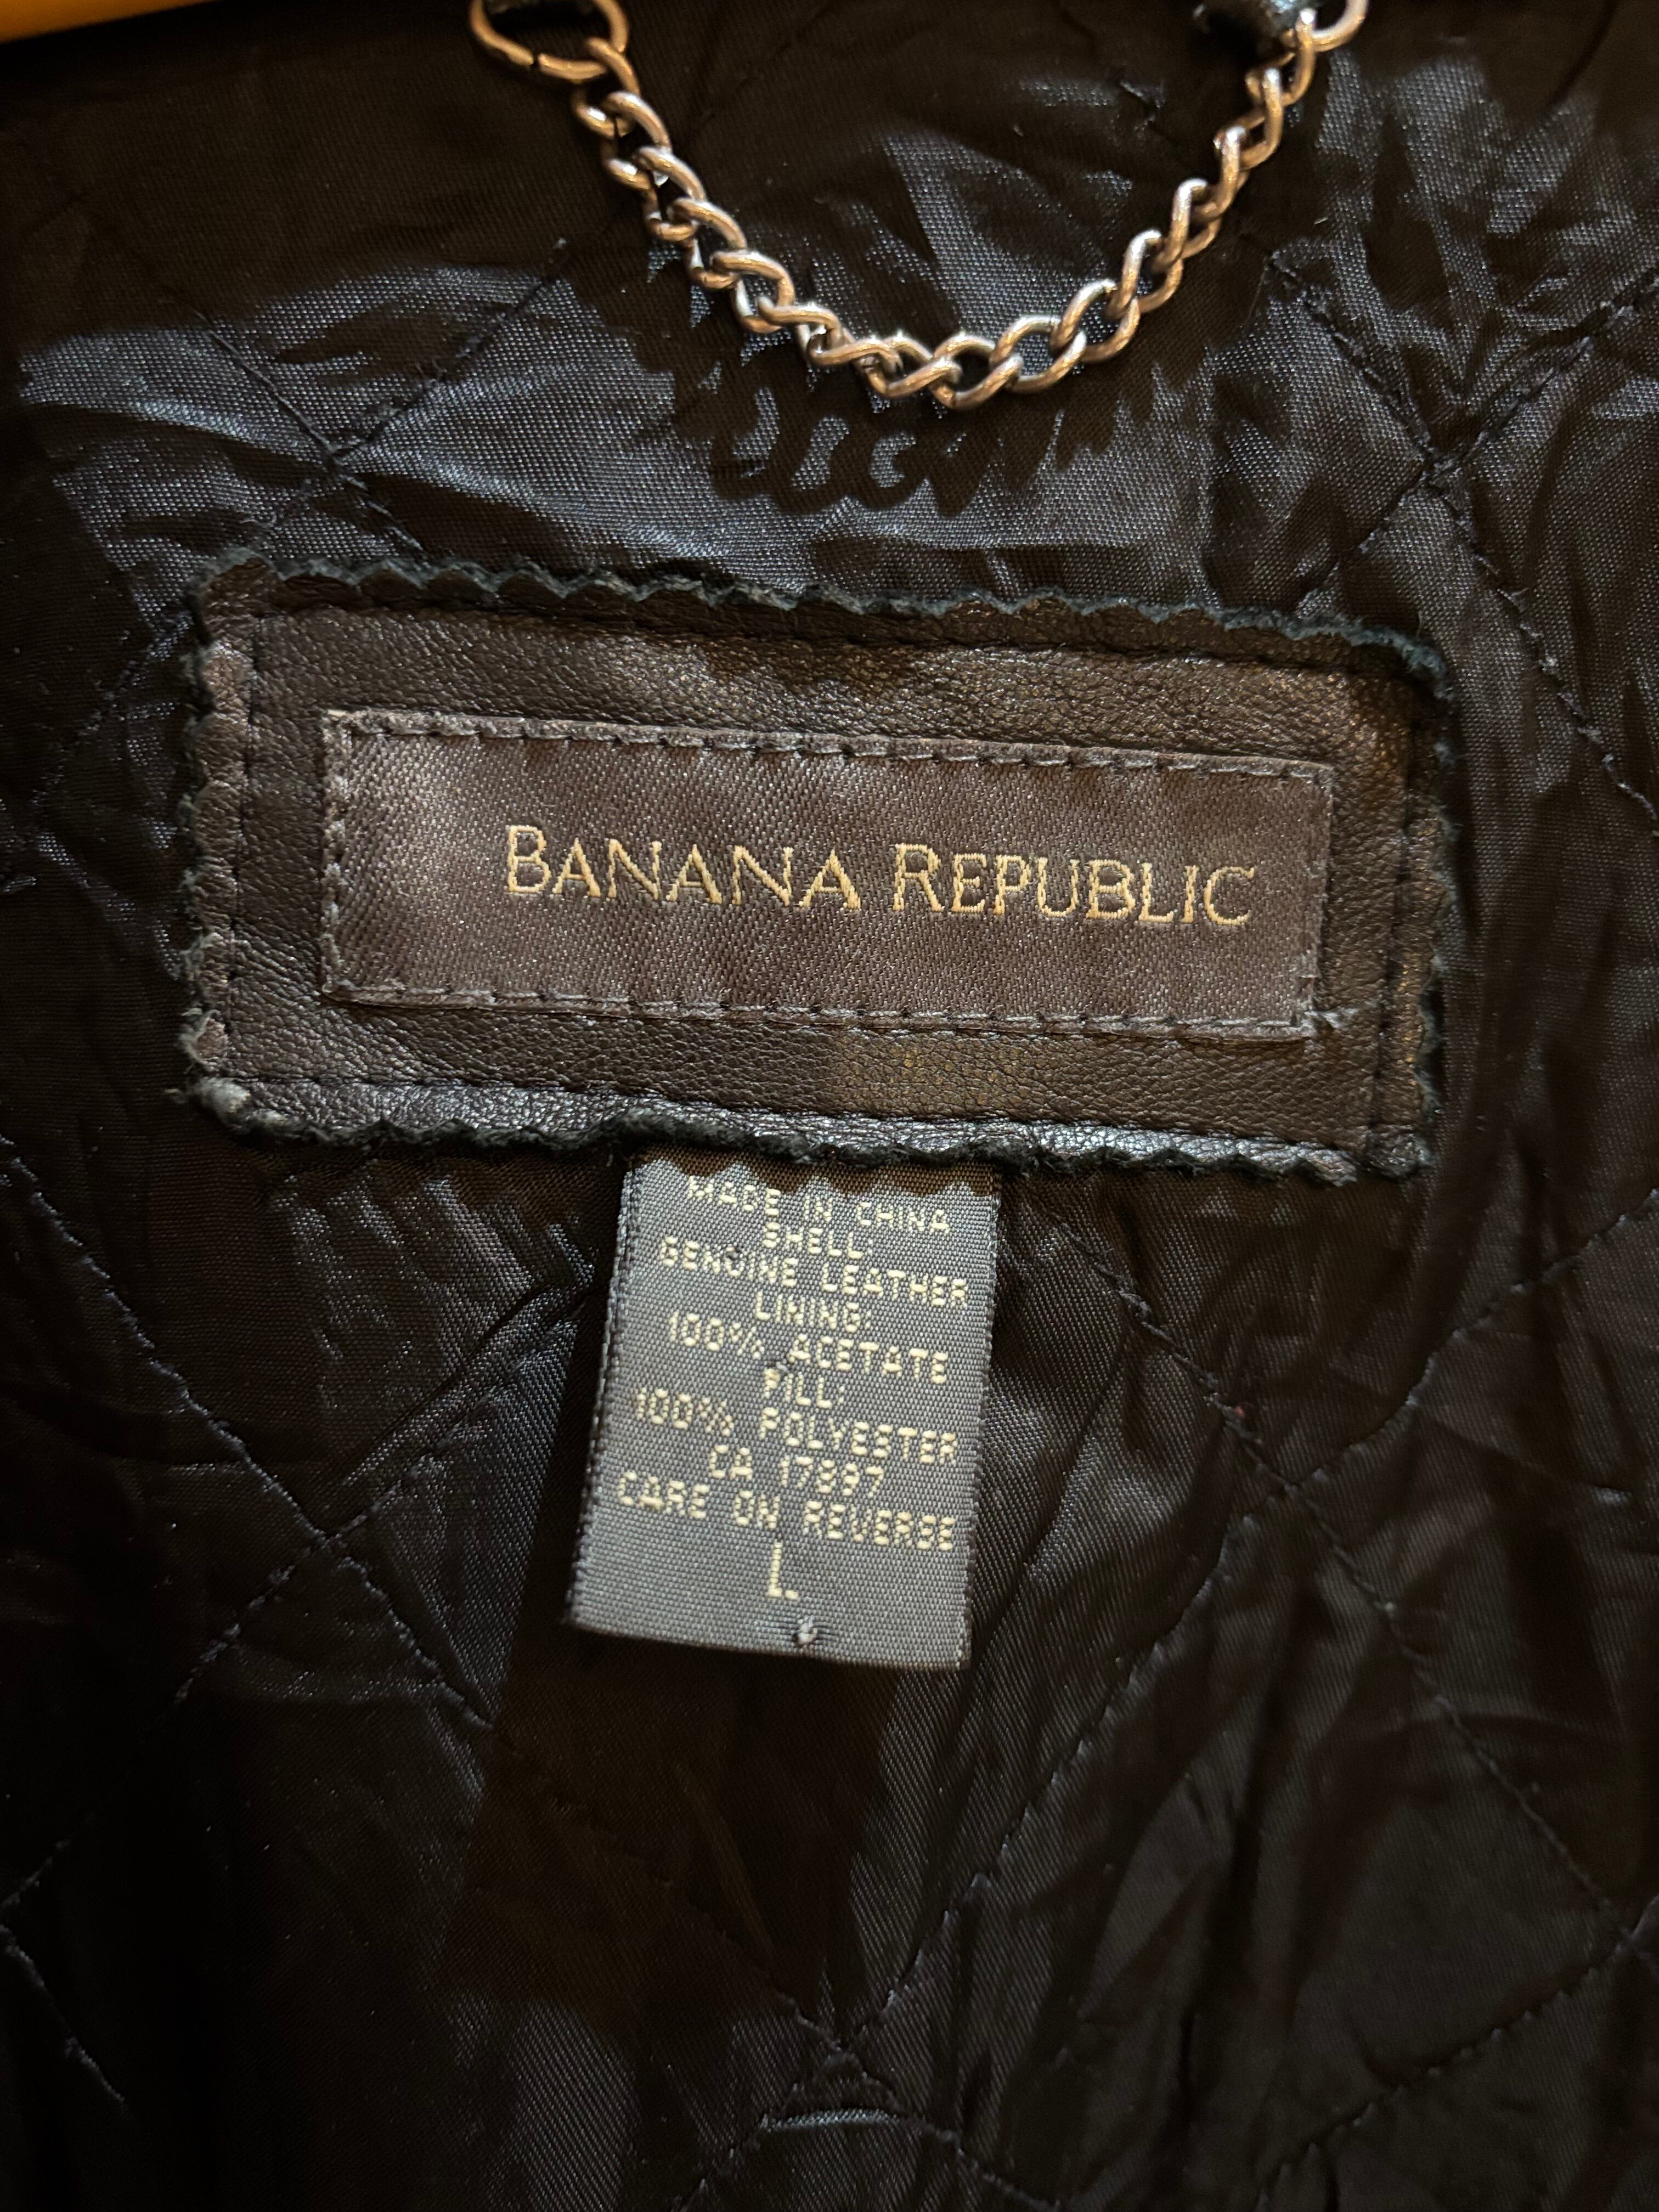 BANANA REPUBLIC
MADE IN CHINA
SHELL:
GENUINE LEATHER
LINING:
100% ACETATE
FILL:
100% POLYESTER
CA 17897
CARE ON REVERSE
L